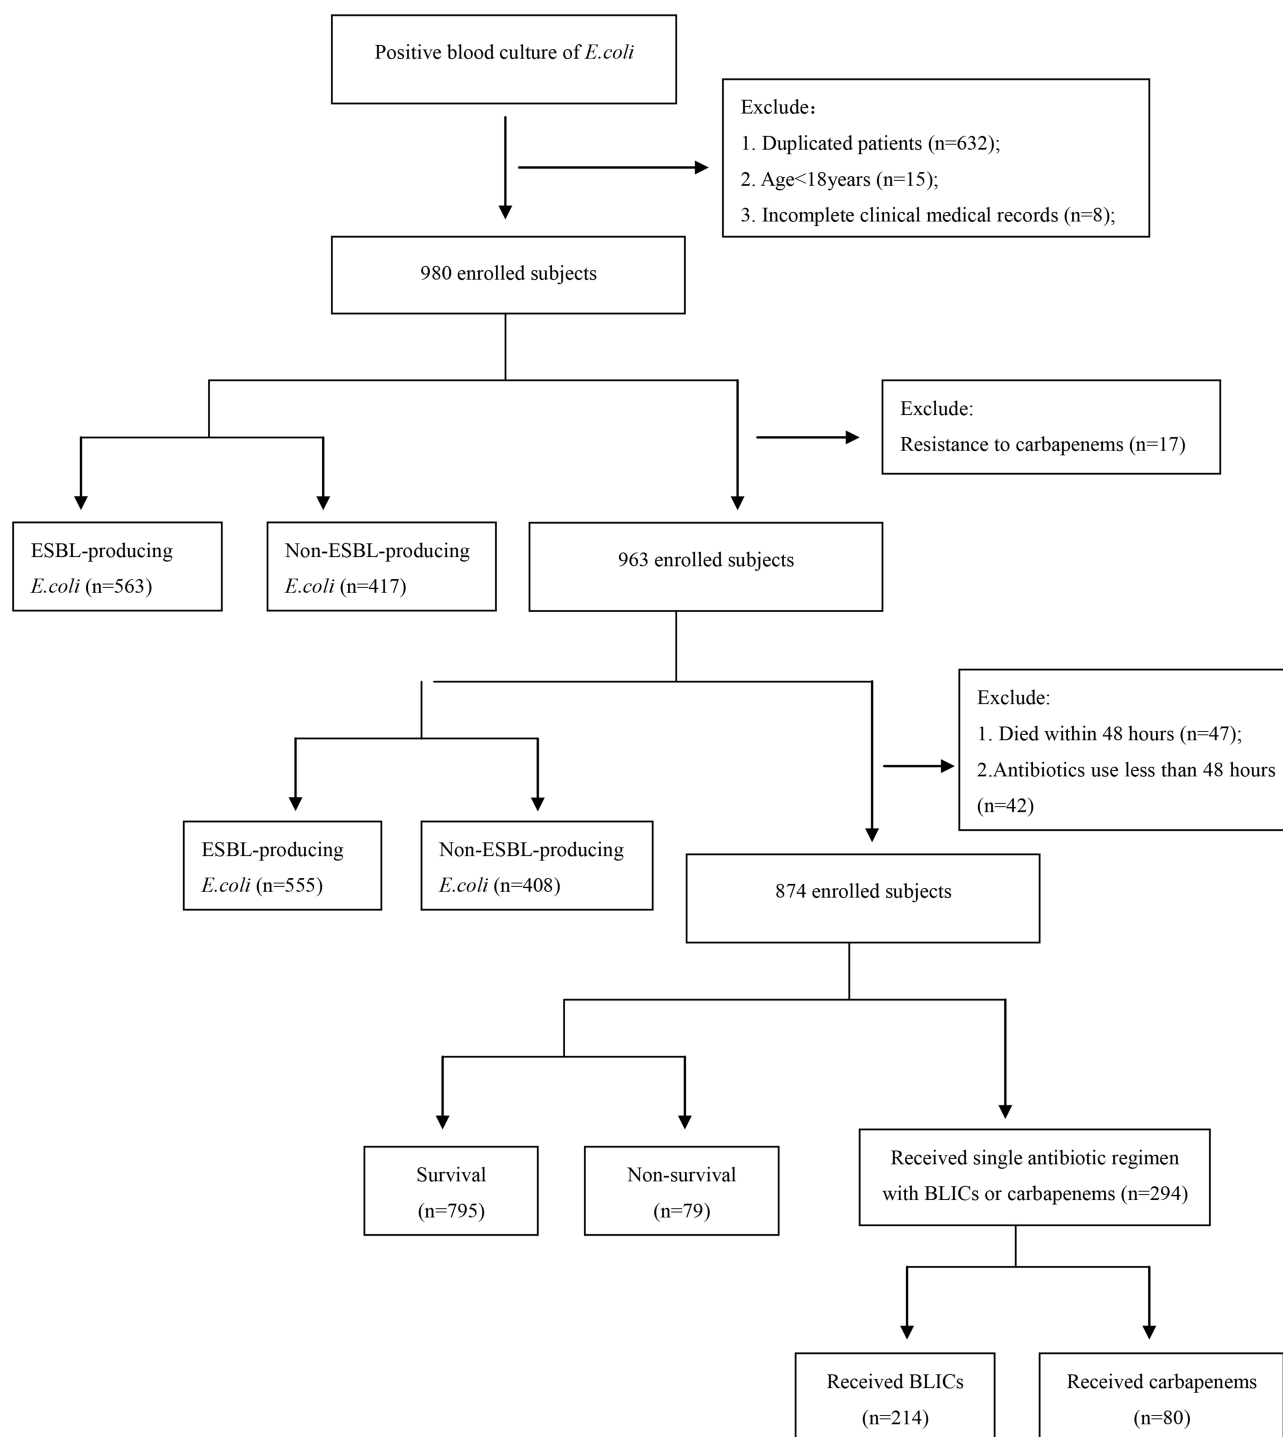 Positive blood culture of E.coli
Exclude：
1. Duplicated patients (n=632);
2. Age<18years (n=15);
3. Incomplete clinical medical records (n=8);
980 enrolled subjects
Exclude:
Resistance to carbapenems (n=17)
ESBL-producing
E.coli (n=563)
Non-ESBL-producing
E.coli (n=417)
963 enrolled subjects
Exclude:
1. Died within 48 hours (n=47);
2.Antibiotics use less than 48 hours
(n=42)
ESBL-producing
E.coli (n=555)
Non-ESBL-producing
E.coli (n=408)
874 enrolled subjects
Survival
(n=795)
Non-survival
(n=79)
Received single antibiotic regimen
with BLICs or carbapenems (n=294)
Received BLICs
(n=214)
Received carbapenems
(n=80)